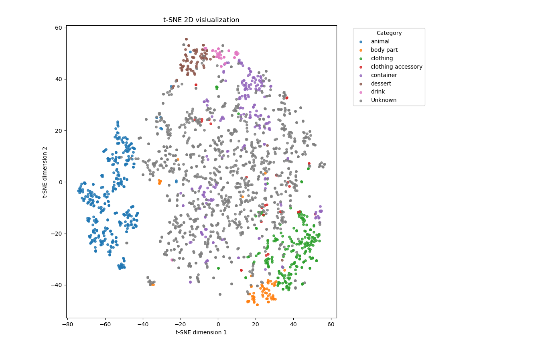 t-SNE 2D visiualization
Category
animal
body part
clothing
clothing accessory
container
dessert
drink
Unknown
60
40
20
0
−20
−40
t-SNE dimension 2
−80
−60
−40
−20
0
20
40
60
t-SNE dimension 1